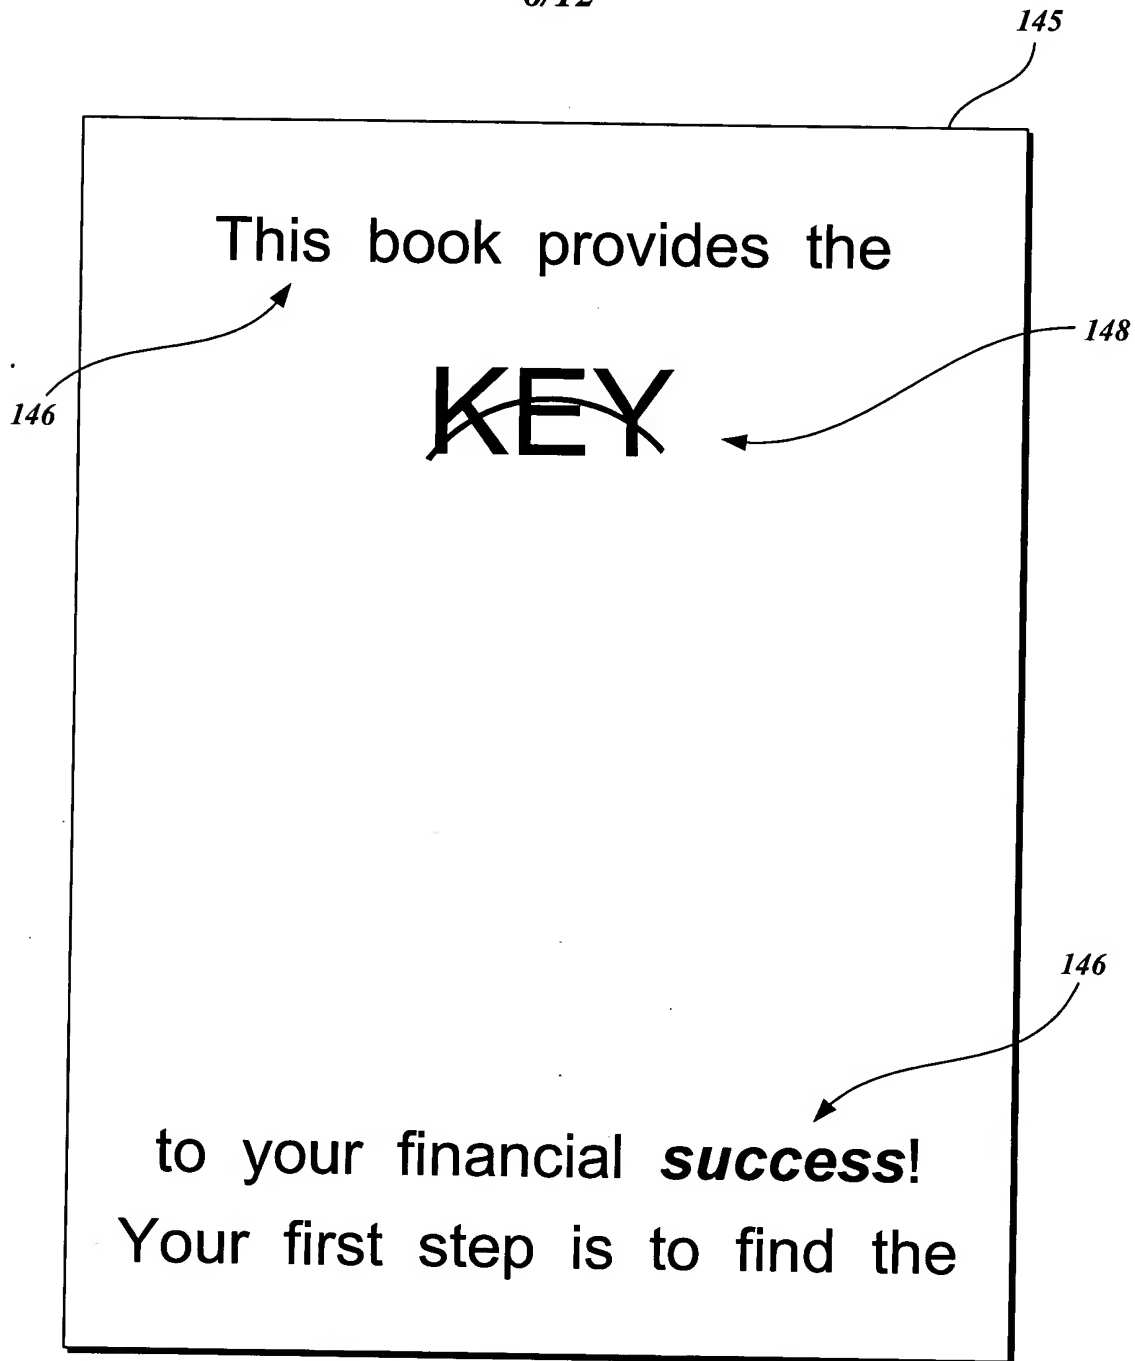 6/12
145
This book provides the
148
KEY
146
146
to your financial success!
Your first step is to find the